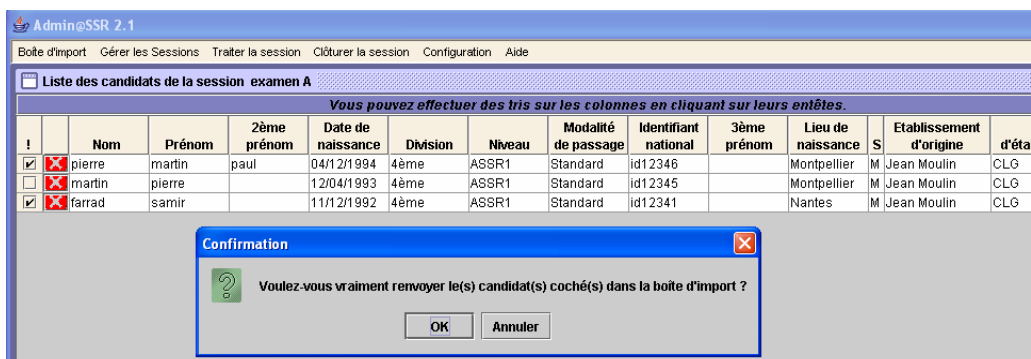 Admin@SSR 2.1
Boîte d'import Gérer les Sessions Traiter la session Clôturer la session Configuration Aide
Liste des candidats de la session examen A
Vous pouvez effectuer des tris sur les colonnes en cliquant sur leurs entêtes.
! Nom Prénom 2ème prénom Date de naissance Division Niveau Modalité de passage Identifiant national 3ème prénom Lieu de naissance S Etablissement d'origine d'éta
pierre martin paul 04/12/1994 4ème ASSR1 Standard id12346 Montpellier M Jean Moulin CLG
martin pierre 12/04/1993 4ème ASSR1 Standard id12345 Montpellier M Jean Moulin CLG
farrad samir 11/12/1992 4ème ASSR1 Standard id12341 Nantes M Jean Moulin CLG
Confirmation
Voulez-vous vraiment renvoyer le(s) candidat(s) coché(s) dans la boîte d'import ?
OK Annuler